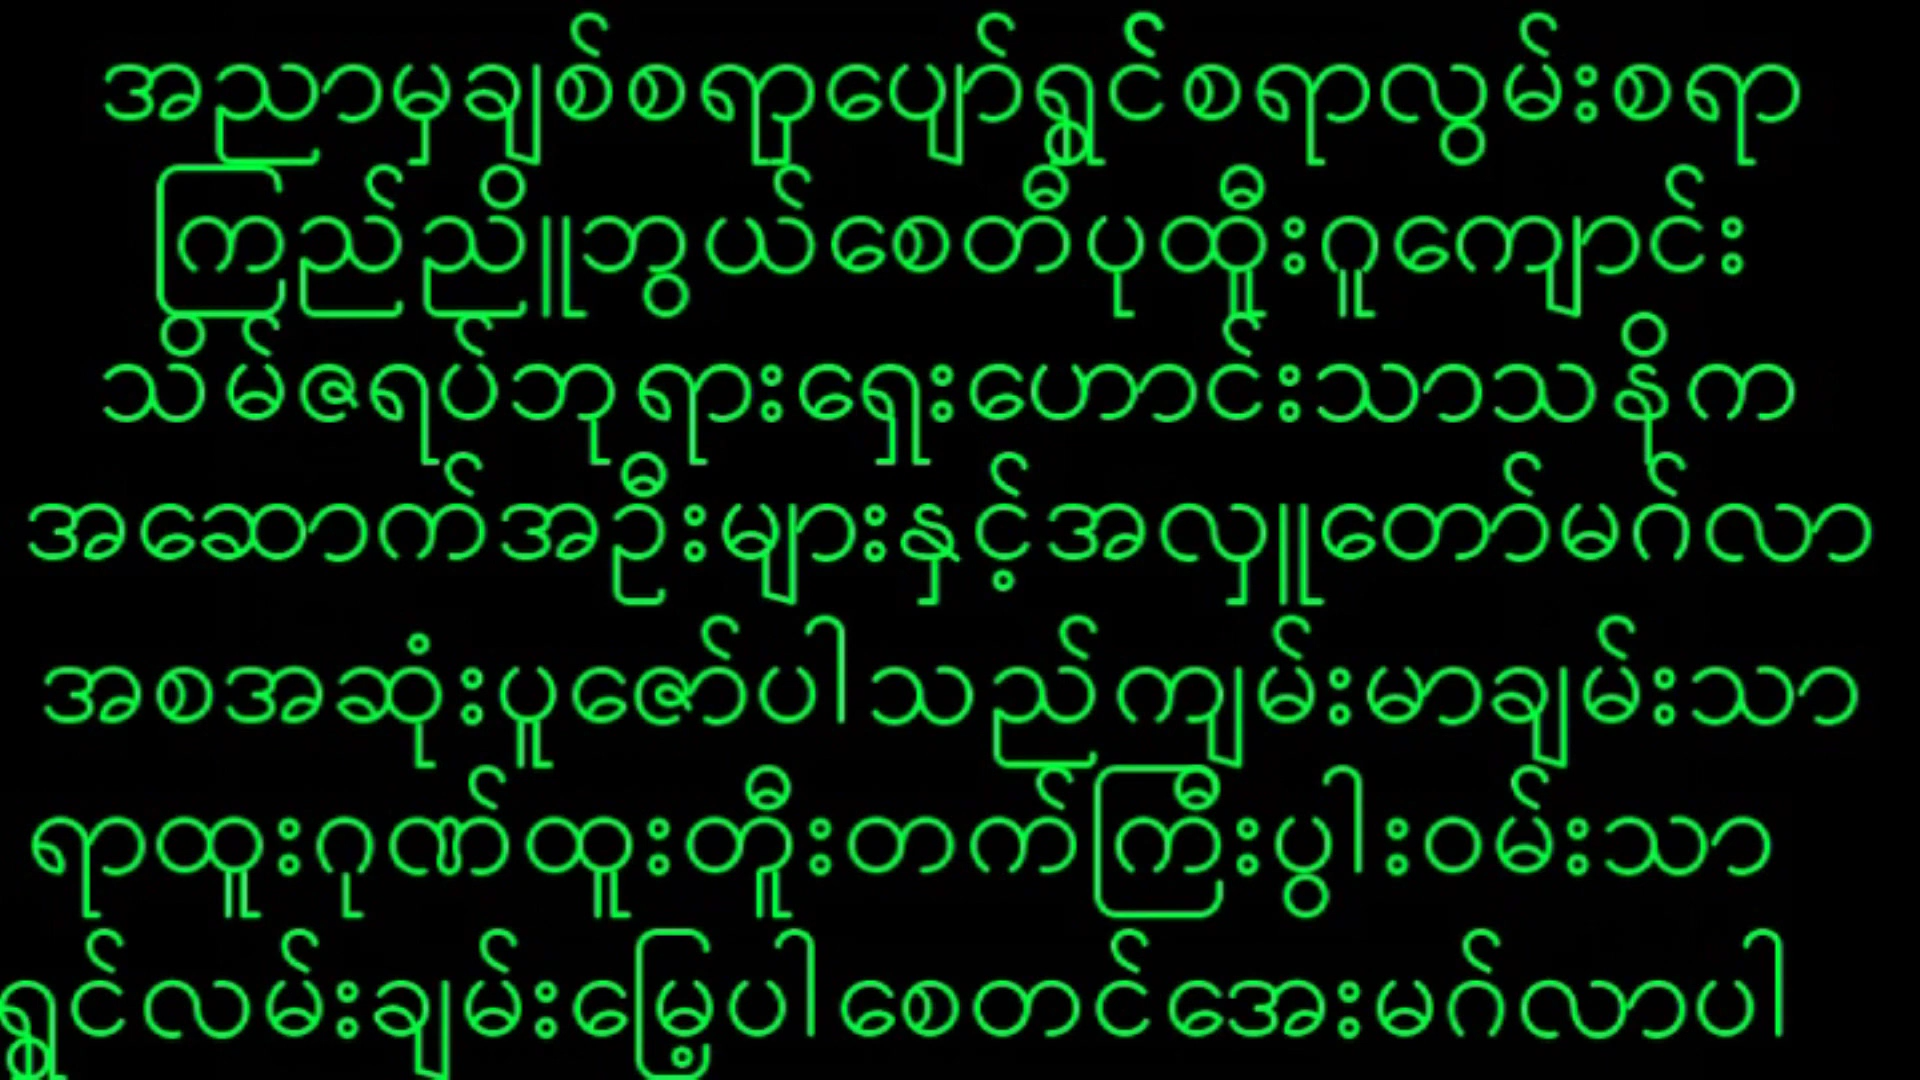 အညာမှချစ်စရာပျော်ရွှင်စရာလွမ်းစရာ
ကြည်ညိူဘွယ်စေတီပုထိူးဂူကျောင်း
သိမ်ဇရပ်ဘုရားရှေးဟောင်းသာသနိုက
အဆောက်အဦးများနှင့်အလှူတော်မင်္ဂလာ
အစအဆုံးပူဇော်ပါသည်ကျမ်းမာချမ်းသာ
ရာထူးဂုဏ်ထူးတိူးတက်ကြီးပွါးဝမ်းသာ
ရွှင်လမ်းချမ်းမြေ့ပါစေတင်အေးမင်္ဂလာပါ